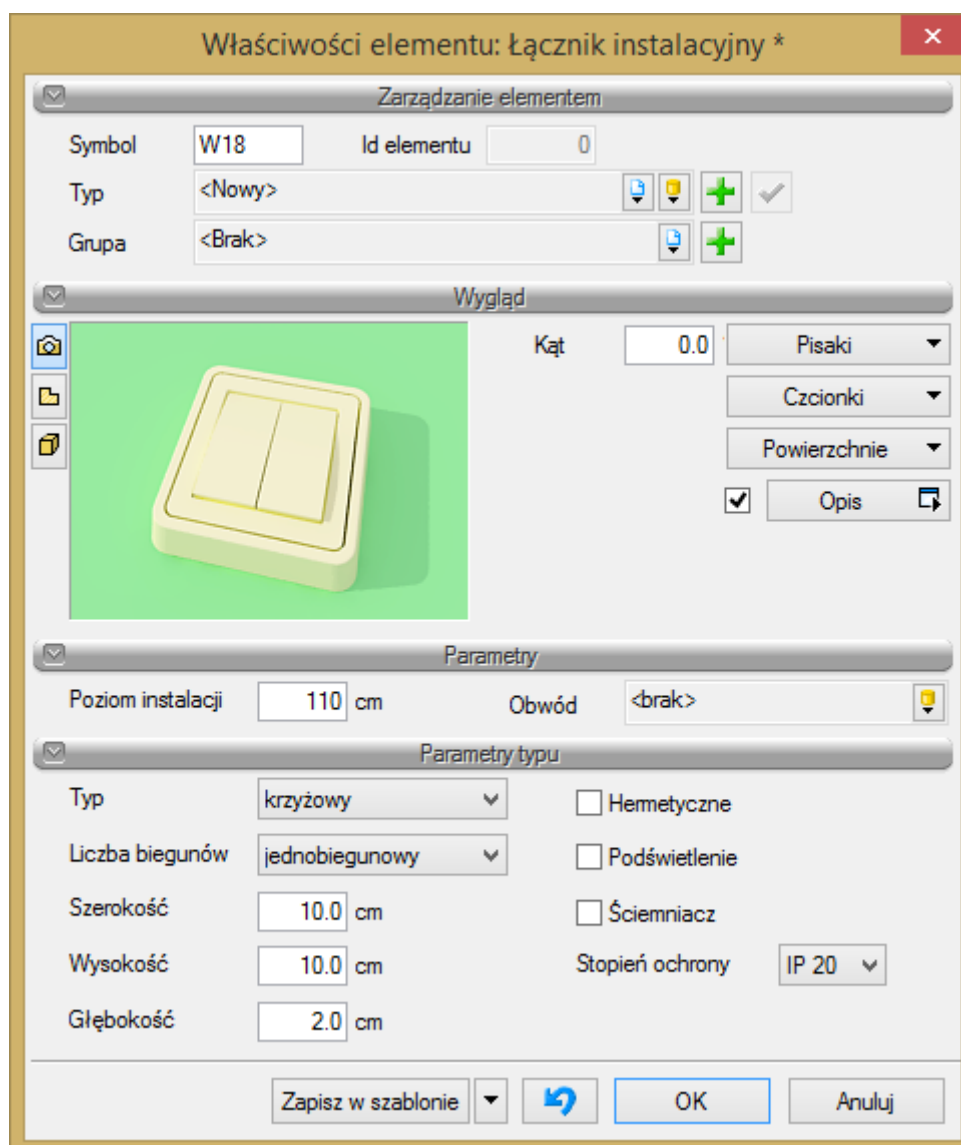 Właściwości elementu: Łącznik instalacyjny *
Zarządzanie elementem
Symbol W18 Id elementu 0
Typ <Nowy>
Grupa <Brak>
Wygląd
Kąt 0.0 ° Pisaki
Czcionki
Powierzchnie
Opis
Parametry
Poziom instalacji 110 cm Obwód <brak>
Parametry typu
Typ krzyżowy Hermetyczne
Liczba biegunów jednobiegunowy Podświetlenie
Szerokość 10.0 cm Ściemniacz
Wysokość 10.0 cm Stopień ochrony IP 20
Głębokość 2.0 cm
Zapisz w szablonie OK Anuluj